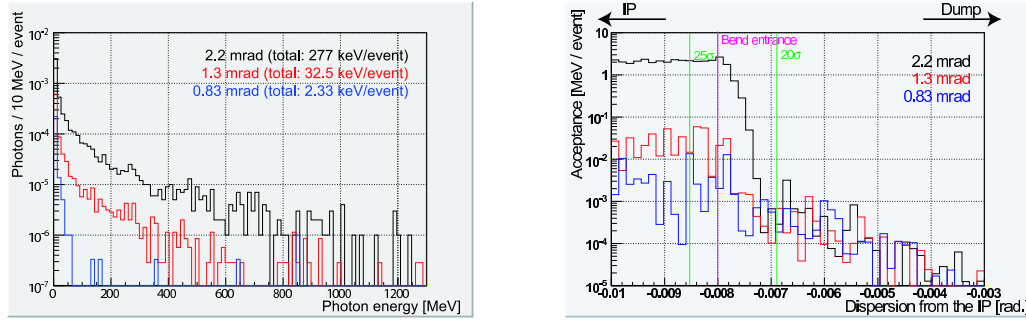 10-2
10-3
10-4
10-5
10-6
10-7
Photons / 10 MeV / event
2.2 mrad (total: 277 keV/event)
1.3 mrad (total: 32.5 keV/event)
0.83 mrad (total: 2.33 keV/event)
0 200 400 600 800 1000 1200
Photon energy [MeV]
IP Dump
10
1
10-1
10-2
10-3
10-4
10-5
Acceptance [MeV / event]
Bend entrance
25σ 20σ
2.2 mrad
1.3 mrad
0.83 mrad
-0.01 -0.009 -0.008 -0.007 -0.006 -0.005 -0.004 -0.003
Dispersion from the IP [rad.]